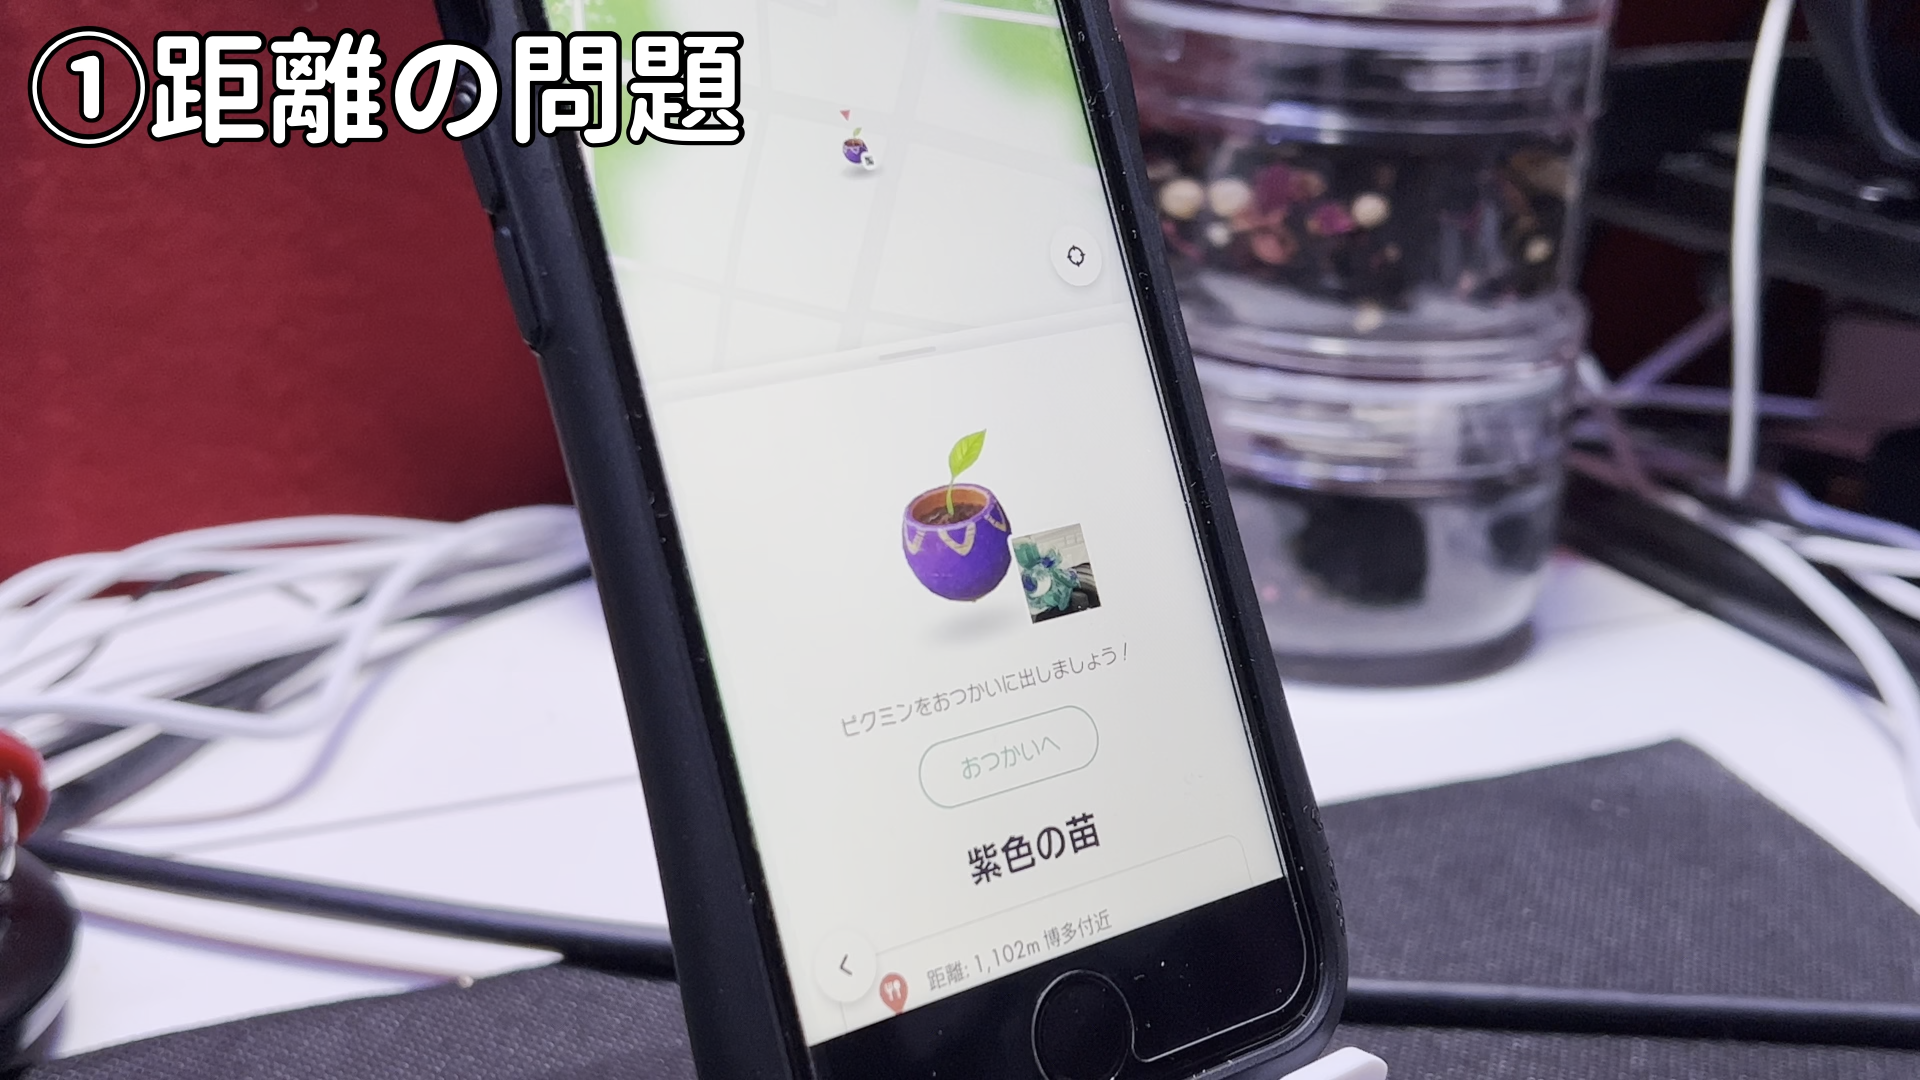 ①距離の問題
ピクミンをおつかいに出しましょう！
おつかいへ
紫色の苗
距離: 1,102m 博多付近